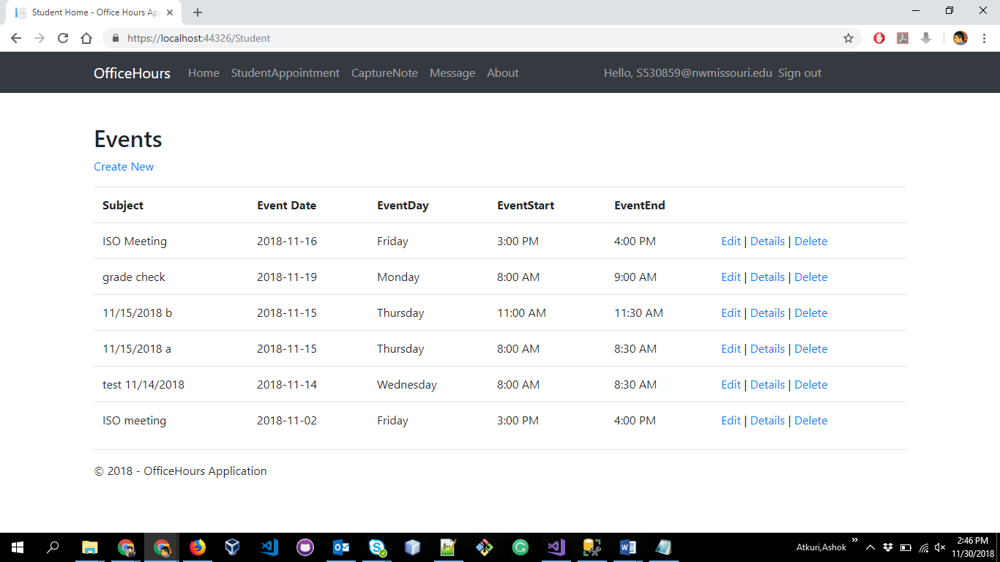 Student Home - Office Hours Ap
https://localhost:44326/Student
OfficeHours Home StudentAppointment CaptureNote Message About Hello, S530859@nwmissouri.edu Sign out
Events
Create New
Subject Event Date EventDay EventStart EventEnd
ISO Meeting 2018-11-16 Friday 3:00 PM 4:00 PM Edit | Details | Delete
grade check 2018-11-19 Monday 8:00 AM 9:00 AM Edit | Details | Delete
11/15/2018 b 2018-11-15 Thursday 11:00 AM 11:30 AM Edit | Details | Delete
11/15/2018 a 2018-11-15 Thursday 8:00 AM 8:30 AM Edit | Details | Delete
test 11/14/2018 2018-11-14 Wednesday 8:00 AM 8:30 AM Edit | Details | Delete
ISO meeting 2018-11-02 Friday 3:00 PM 4:00 PM Edit | Details | Delete
© 2018 - OfficeHours Application
Atkuri,Ashok
2:46 PM
11/30/2018